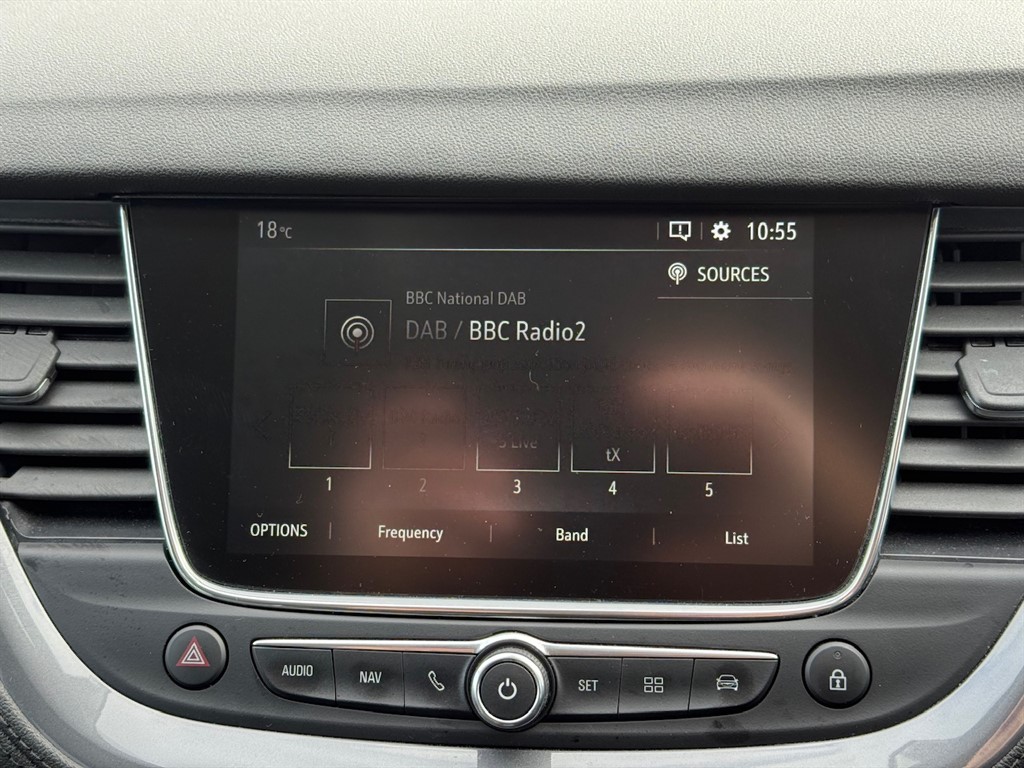 18°C
10:55
SOURCES
BBC National DAB
DAB / BBC Radio2
Live
tX
1 2 3 4 5
OPTIONS Frequency Band List
AUDIO NAV SET